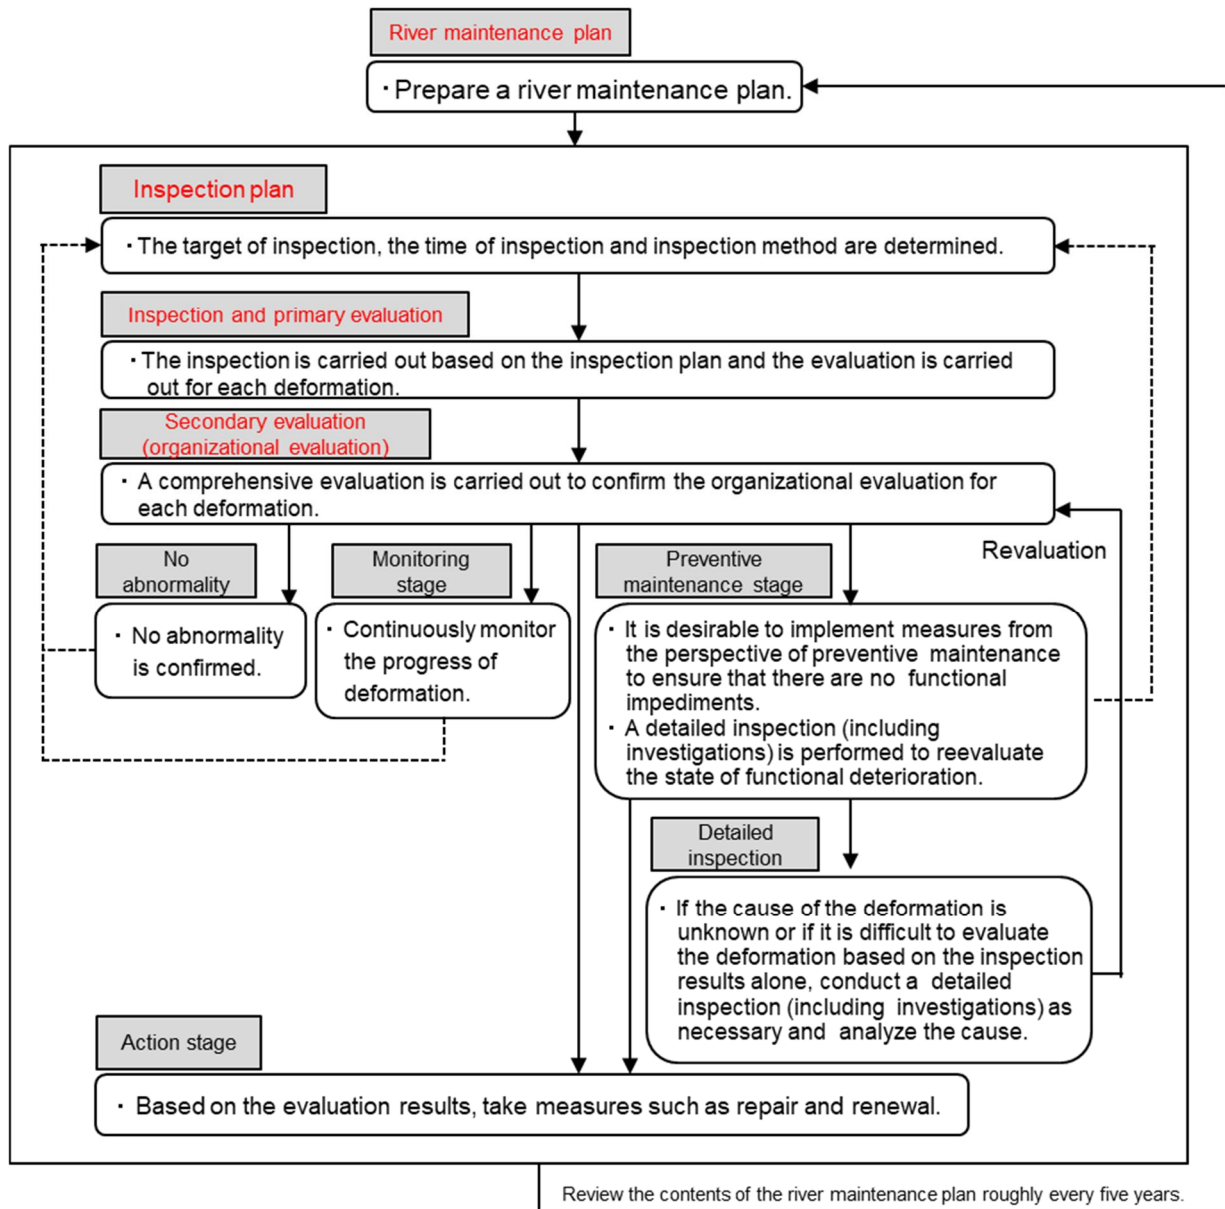 River maintenance plan
・Prepare a river maintenance plan.
Inspection plan
・The target of inspection, the time of inspection and inspection method are determined.
Inspection and primary evaluation
・The inspection is carried out based on the inspection plan and the evaluation is carried
out for each deformation.
Secondary evaluation
(organizational evaluation)
・A comprehensive evaluation is carried out to confirm the organizational evaluation for
each deformation.
Revaluation
No
abnormality
・No abnormality
is confirmed.
Monitoring
stage
・Continuously monitor
the progress of
deformation.
Preventive
maintenance stage
・It is desirable to implement measures from
the perspective of preventive maintenance
to ensure that there are no functional
impediments.
・A detailed inspection (including
investigations) is performed to reevaluate
the state of functional deterioration.
Detailed
inspection
・If the cause of the deformation is
unknown or if it is difficult to evaluate
the deformation based on the inspection
results alone, conduct a detailed
inspection (including investigations) as
necessary and analyze the cause.
Action stage
・Based on the evaluation results, take measures such as repair and renewal.
Review the contents of the river maintenance plan roughly every five years.